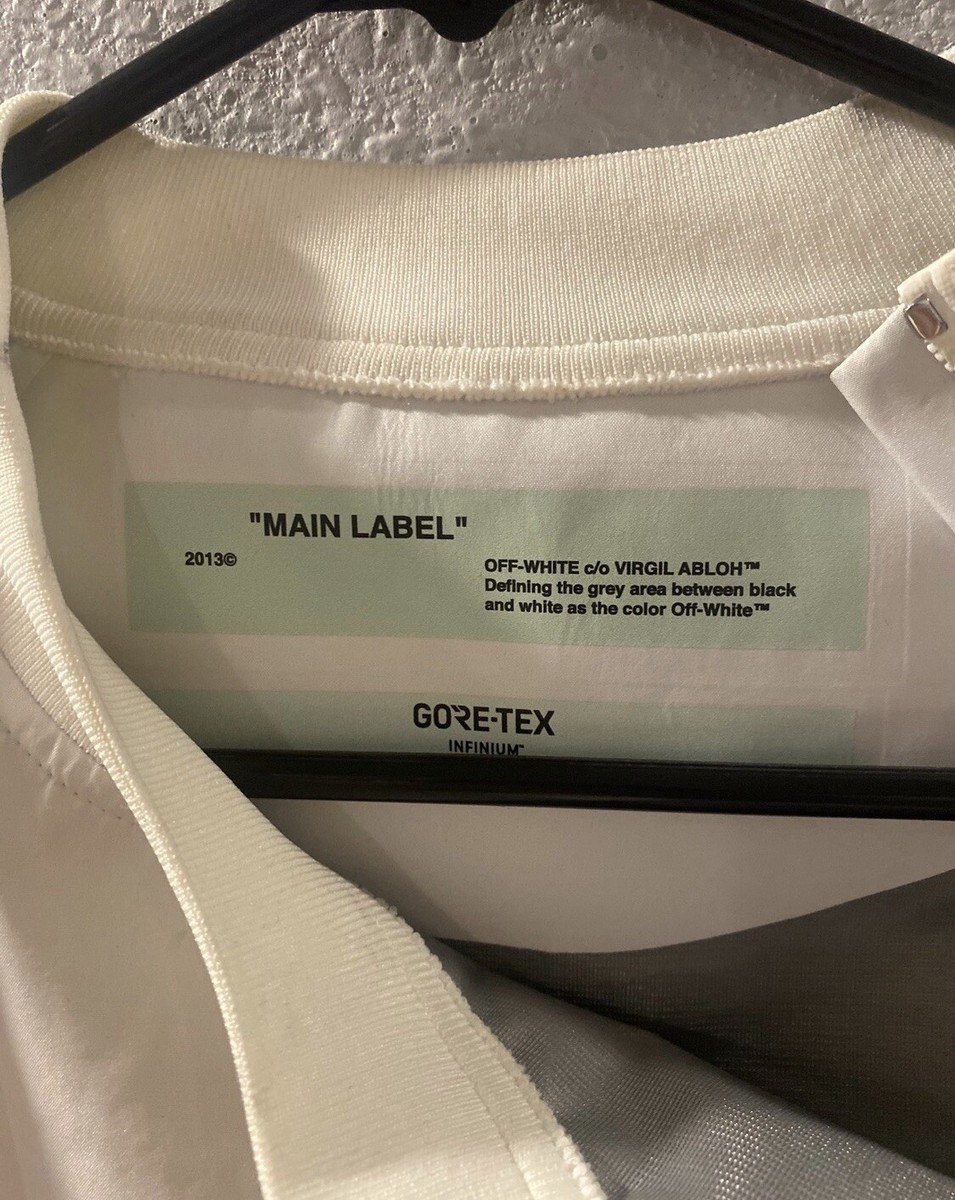 "MAIN LABEL"
2013©
OFF-WHITE c/o VIRGIL ABLOH™
Defining the grey area between black
and white as the color Off-White™
GORE-TEX
INFINIUM™